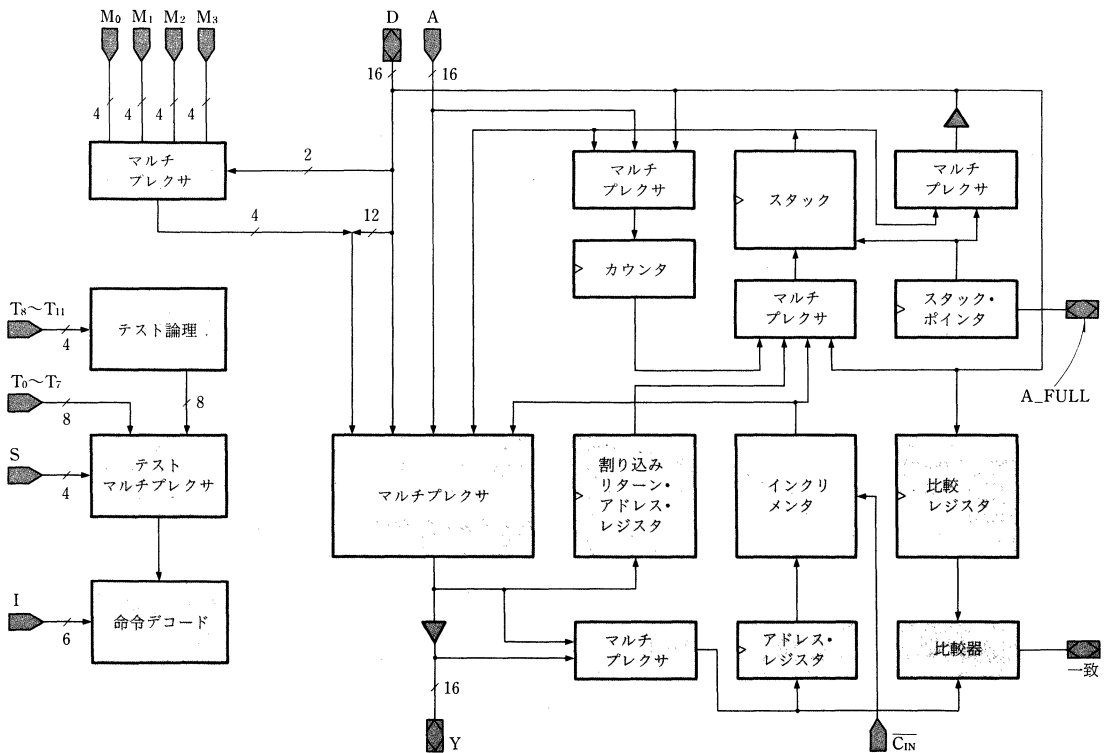 M₀ M₁ M₂ M₃ D A
16 16
4 4 4 4
マルチ
プレクサ
2
4
12
マルチ
プレクサ
スタック
マルチ
プレクサ
カウンタ
マルチ
プレクサ
スタック・
ポインタ
A_FULL
T₈～T₁₁
4
テスト論理
T₀～T₇
8
8
S
4
テスト
マルチプレクサ
マルチプレクサ
割り込み
リターン・
アドレス・
レジスタ
インクリ
メンタ
比較
レジスタ
I
6
命令デコード
マルチ
プレクサ
アドレス・
レジスタ
比較器
一致
16
Y
C̅I̅N̅